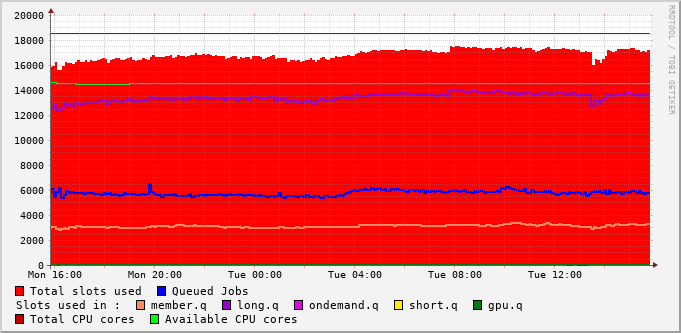 20000
18000
16000
14000
12000
10000
8000
6000
4000
2000
0
Mon 16:00 Mon 20:00 Tue 00:00 Tue 04:00 Tue 08:00 Tue 12:00
Total slots used Queued Jobs
Slots used in : member.q long.q ondemand.q short.q gpu.q
Total CPU cores Available CPU cores
RRDTOOL / TOBI OETIKER